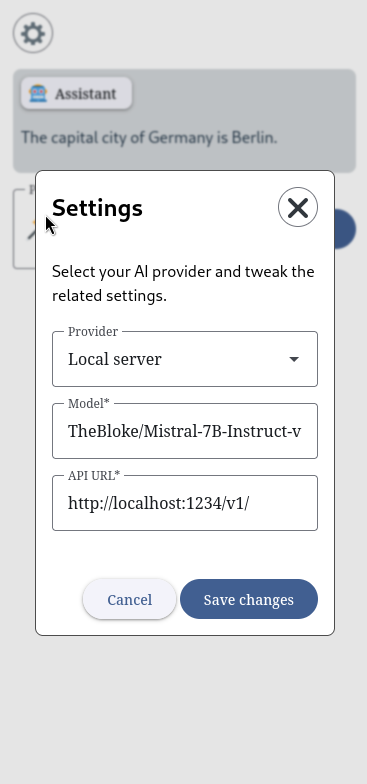 Assistant
The capital city of Germany is Berlin.
Settings
Select your AI provider and tweak the
related settings.
Provider
Local server
Model*
TheBloke/Mistral-7B-Instruct-v
API URL*
http://localhost:1234/v1/
Cancel
Save changes